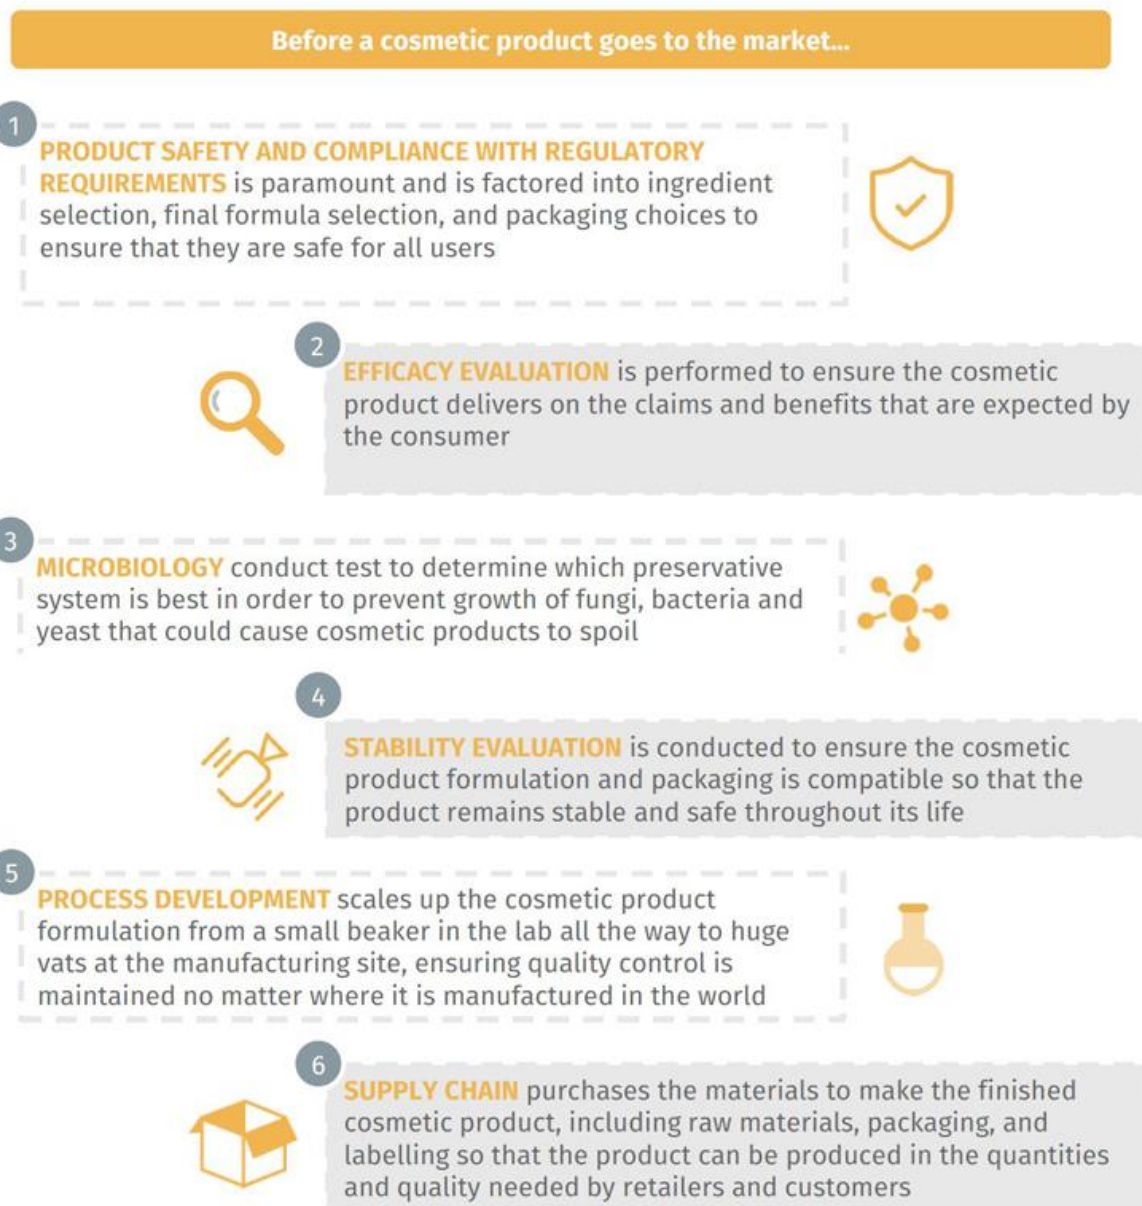 Before a cosmetic product goes to the market...
1
PRODUCT SAFETY AND COMPLIANCE WITH REGULATORY
REQUIREMENTS is paramount and is factored into ingredient
selection, final formula selection, and packaging choices to
ensure that they are safe for all users
2
EFFICACY EVALUATION is performed to ensure the cosmetic
product delivers on the claims and benefits that are expected by
the consumer
3
MICROBIOLOGY conduct test to determine which preservative
system is best in order to prevent growth of fungi, bacteria and
yeast that could cause cosmetic products to spoil
4
STABILITY EVALUATION is conducted to ensure the cosmetic
product formulation and packaging is compatible so that the
product remains stable and safe throughout its life
5
PROCESS DEVELOPMENT scales up the cosmetic product
formulation from a small beaker in the lab all the way to huge
vats at the manufacturing site, ensuring quality control is
maintained no matter where it is manufactured in the world
6
SUPPLY CHAIN purchases the materials to make the finished
cosmetic product, including raw materials, packaging, and
labelling so that the product can be produced in the quantities
and quality needed by retailers and customers